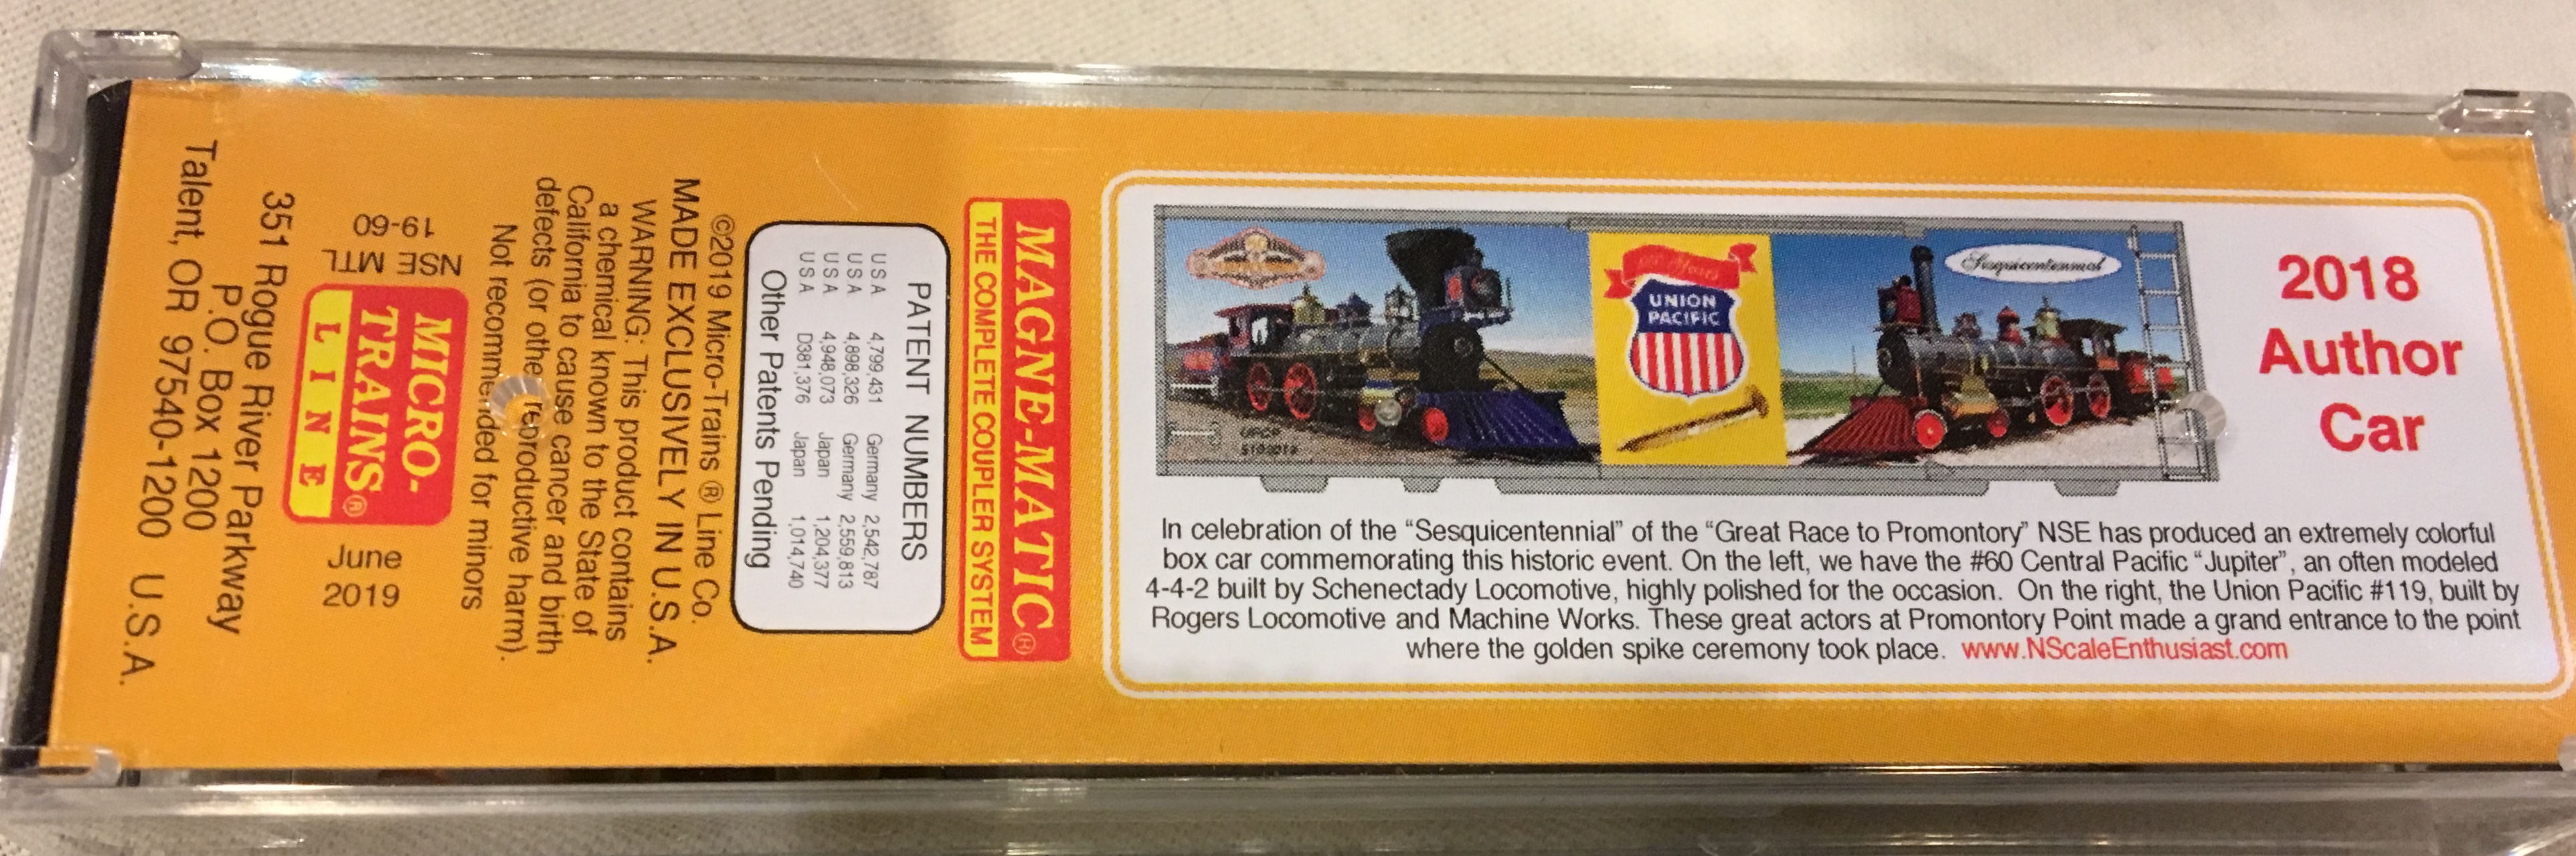 2018
Author
Car
Sesquicentennial
UNION
PACIFIC
In celebration of the “Sesquicentennial” of the “Great Race to Promontory” NSE has produced an extremely colorful
box car commemorating this historic event. On the left, we have the #60 Central Pacific “Jupiter”, an often modeled
4-4-2 built by Schenectady Locomotive, highly polished for the occasion. On the right, the Union Pacific #119, built by
Rogers Locomotive and Machine Works. These great actors at Promontory Point made a grand entrance to the point
where the golden spike ceremony took place. www.NScaleEnthusiast.com
MAGNE-MATIC®
THE COMPLETE COUPLER SYSTEM
PATENT NUMBERS
USA 4,799,431 Germany 2,542,787
USA 4,898,326 Germany 2,559,813
USA 4,948,073 Japan 1,204,377
USA D381,376 Japan 1,014,740
Other Patents Pending
©2019 Micro-Trains ® Line Co.
MADE EXCLUSIVELY IN U.S.A.
WARNING: This product contains
a chemical known to the State of
California to cause cancer and birth
defects (or other reproductive harm).
Not recommended for minors
NSE MTL
19-60
MICRO-
TRAINS®
LINE
June
2019
351 Rogue River Parkway
P.O. Box 1200
Talent, OR 97540-1200 U.S.A.